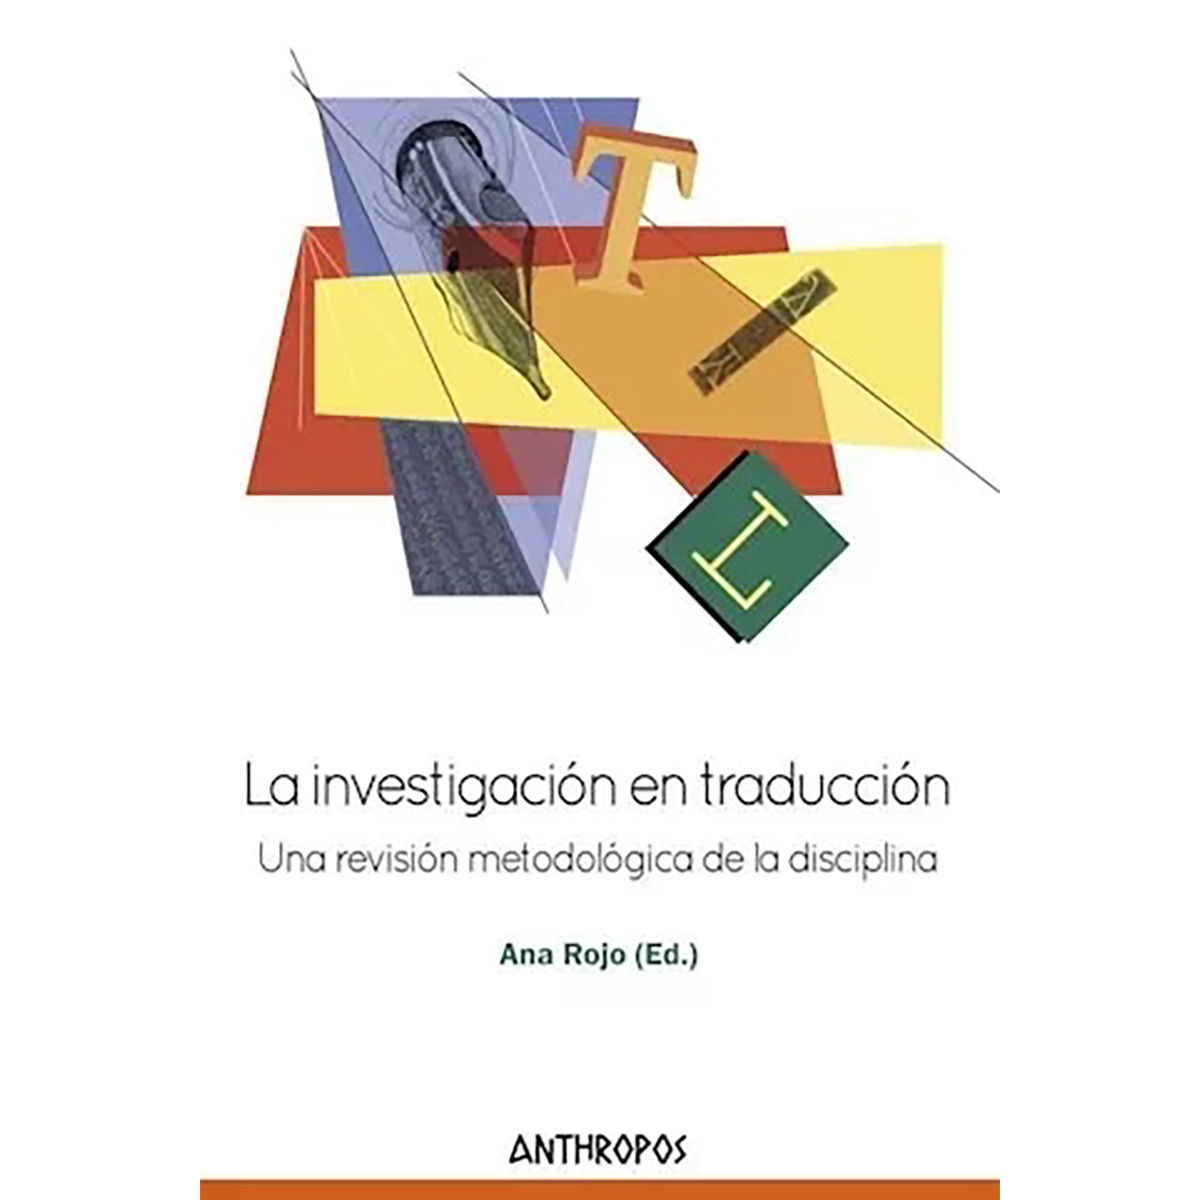 T
L
La investigación en traducción
Una revisión metodológica de la disciplina
Ana Rojo (Ed.)
ANTHROPOS